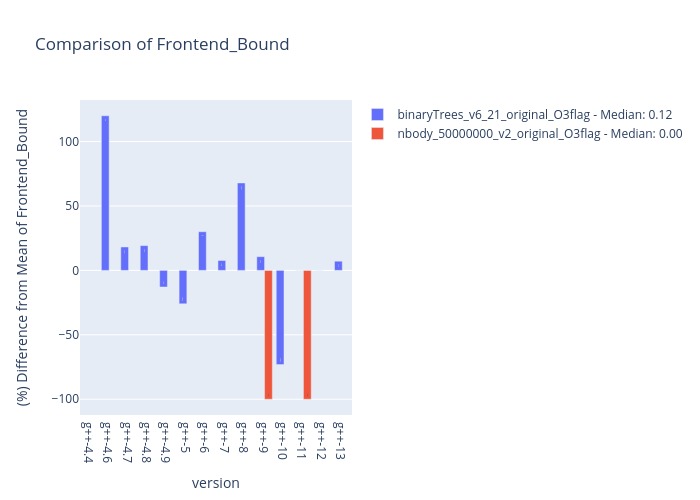 Comparison of Frontend_Bound
binaryTrees_v6_21_original_O3flag - Median: 0.12
nbody_50000000_v2_original_O3flag - Median: 0.00
(%) Difference from Mean of Frontend_Bound
100
50
0
−50
−100
g++-4.4
g++-4.6
g++-4.7
g++-4.8
g++-4.9
g++-5
g++-6
g++-7
g++-8
g++-9
g++-10
g++-11
g++-12
g++-13
version